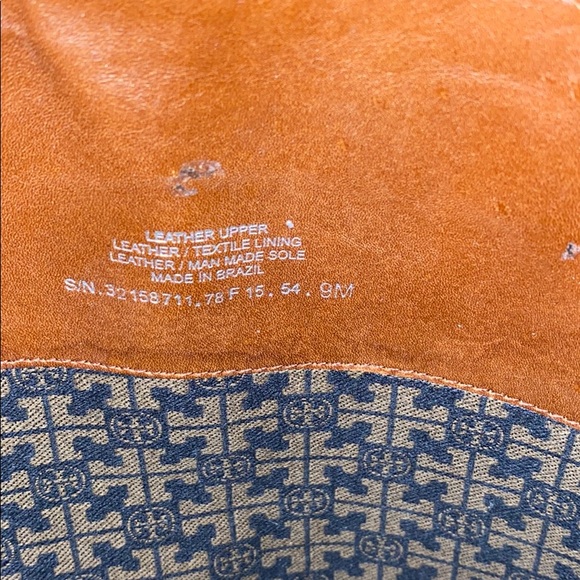 LEATHER UPPER
LEATHER / TEXTILE LINING
LEATHER / MAN MADE SOLE
MADE IN BRAZIL
S/N. 32158711. 78 F 15. 54. 9M